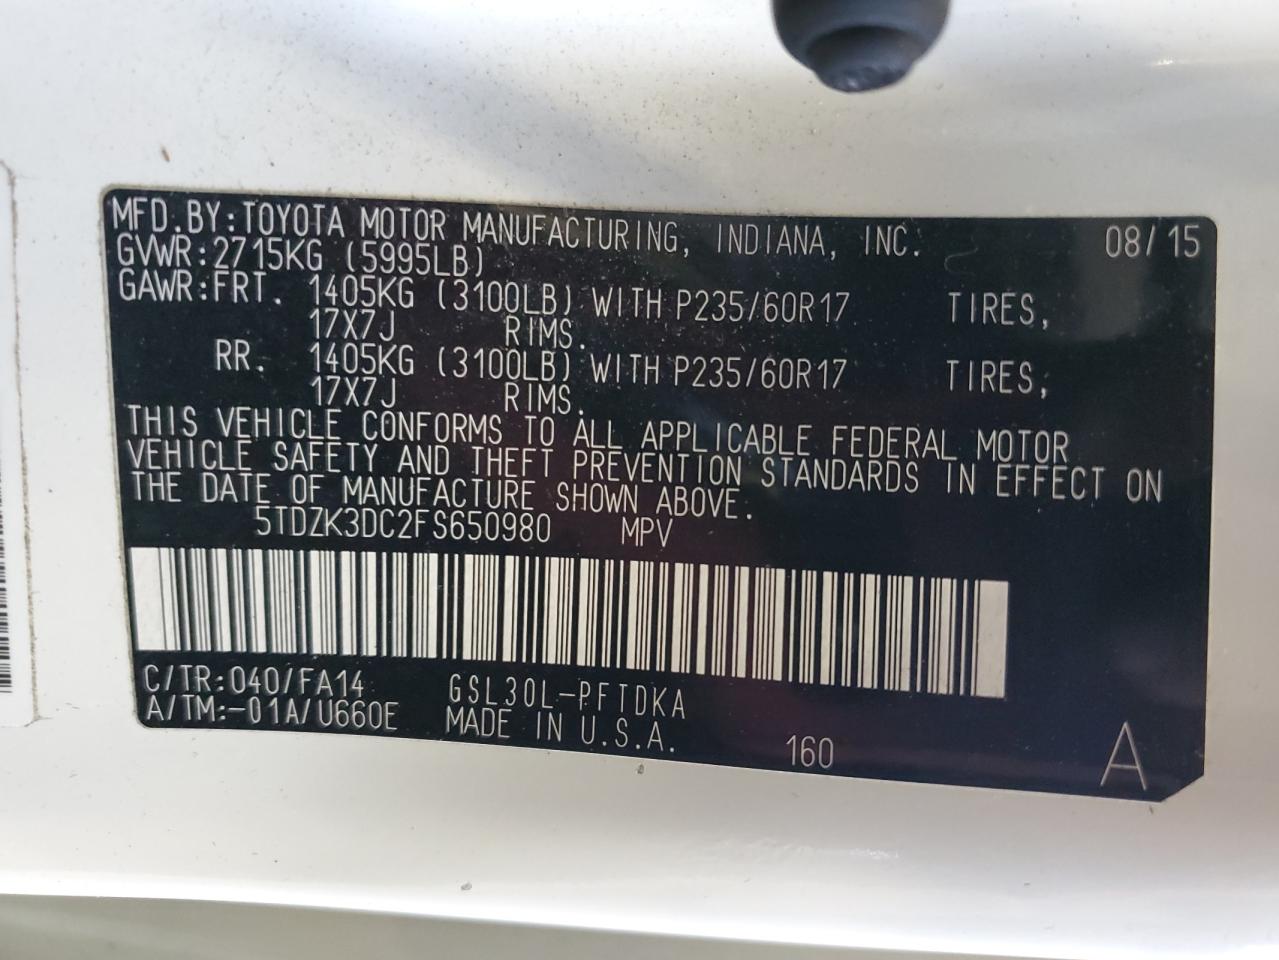 MFD.BY:TOYOTA MOTOR MANUFACTURING, INDIANA, INC. 08/15
GVWR:2715KG (5995LB)
GAWR:FRT. 1405KG (3100LB) WITH P235/60R17 TIRES,
17X7J RIMS.
RR. 1405KG (3100LB) WITH P235/60R17 TIRES,
17X7J RIMS.
THIS VEHICLE CONFORMS TO ALL APPLICABLE FEDERAL MOTOR
VEHICLE SAFETY AND THEFT PREVENTION STANDARDS IN EFFECT ON
THE DATE OF MANUFACTURE SHOWN ABOVE.
5TDZK3DC2FS650980 MPV
C/TR:040/FA14 GSL30L-PFTDKA
A/TM:-01A/U660E MADE IN U.S.A. 160 A